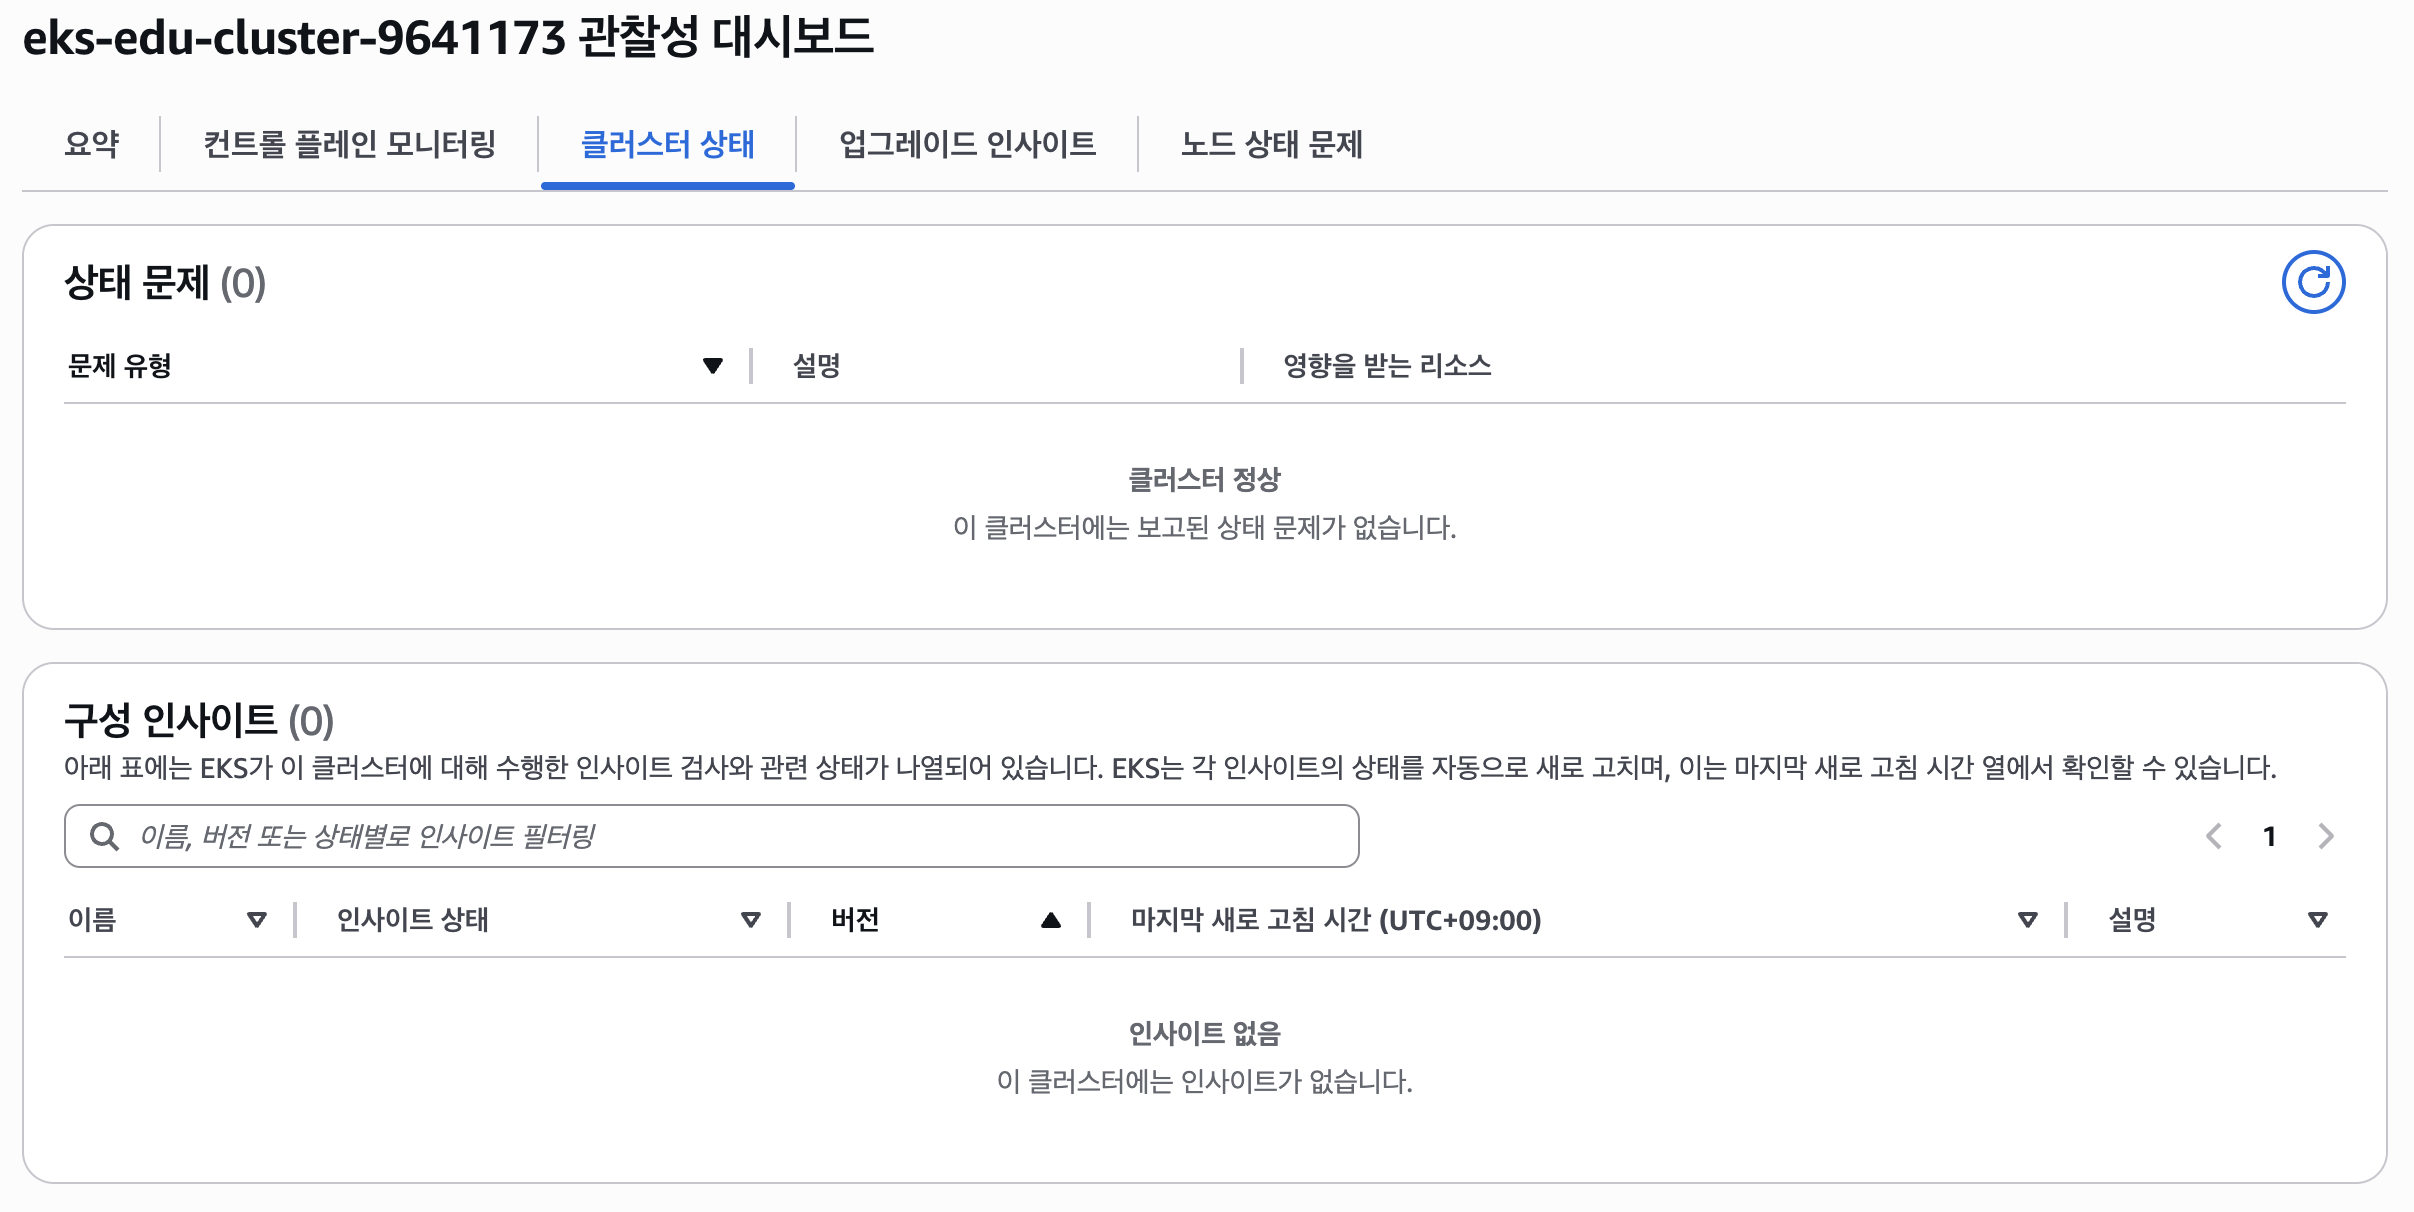 eks-edu-cluster-9641173 관찰성 대시보드
요약
컨트롤 플레인 모니터링
클러스터 상태
업그레이드 인사이트
노드 상태 문제
상태 문제 (0)
문제 유형
설명
영향을 받는 리소스
클러스터 정상
이 클러스터에는 보고된 상태 문제가 없습니다.
구성 인사이트 (0)
아래 표에는 EKS가 이 클러스터에 대해 수행한 인사이트 검사와 관련 상태가 나열되어 있습니다. EKS는 각 인사이트의 상태를 자동으로 새로 고치며, 이는 마지막 새로 고침 시간 열에서 확인할 수 있습니다.
이름, 버전 또는 상태별로 인사이트 필터링
1
이름
인사이트 상태
버전
마지막 새로 고침 시간 (UTC+09:00)
설명
인사이트 없음
이 클러스터에는 인사이트가 없습니다.